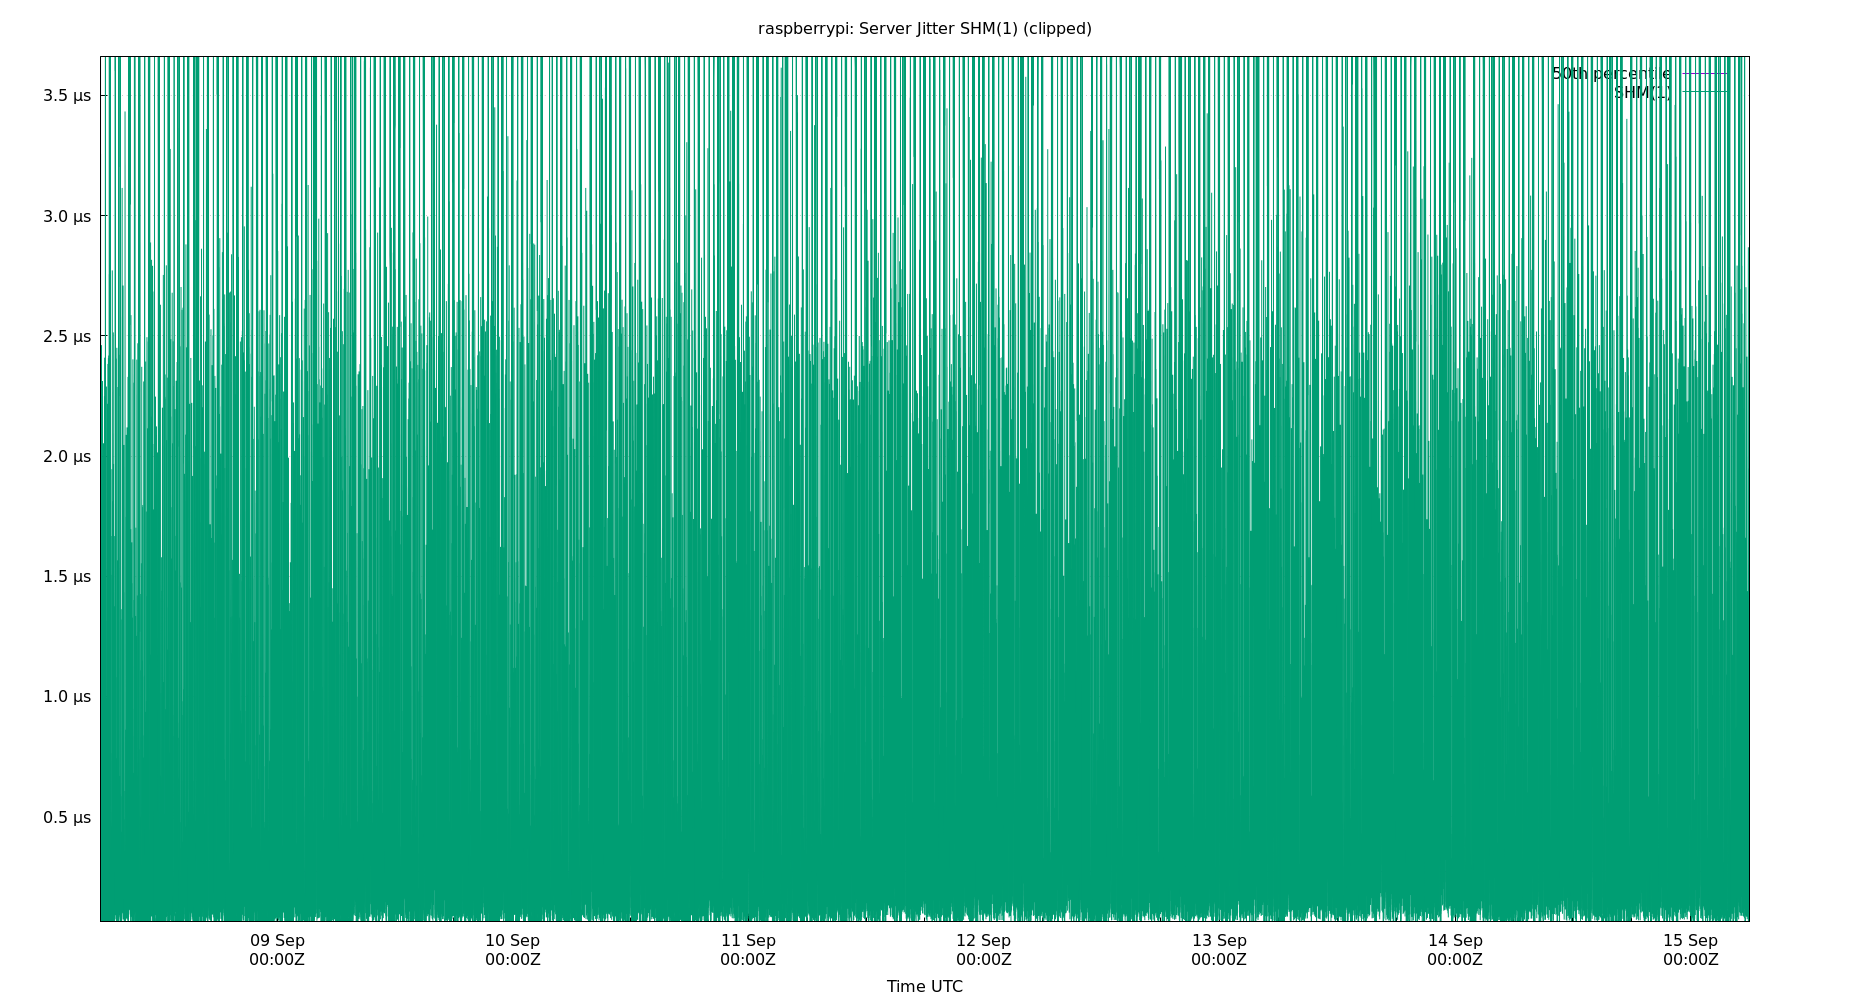 raspberrypi: Server Jitter SHM(1) (clipped)
50th percentile
SHM(1)
3.5 µs
3.0 µs
2.5 µs
2.0 µs
1.5 µs
1.0 µs
0.5 µs
09 Sep
00:00Z
10 Sep
00:00Z
11 Sep
00:00Z
12 Sep
00:00Z
13 Sep
00:00Z
14 Sep
00:00Z
15 Sep
00:00Z
Time UTC